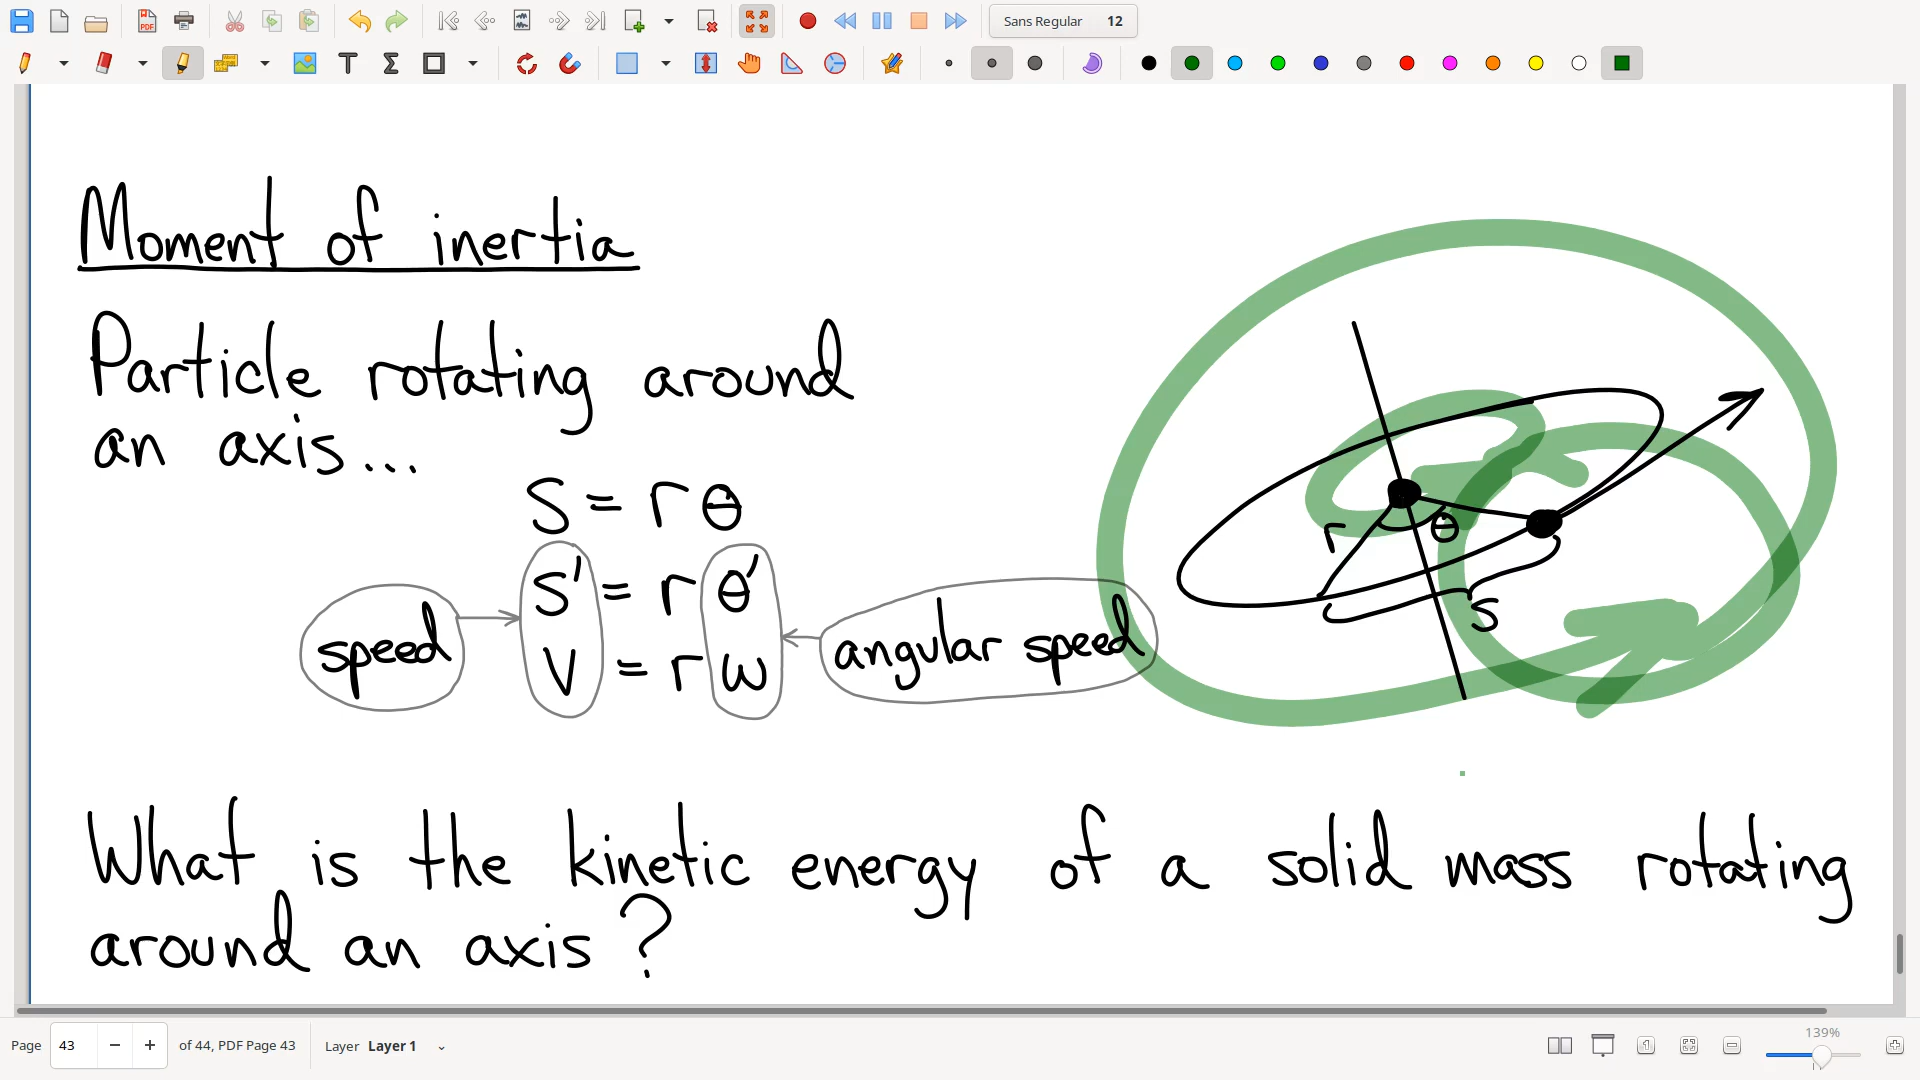 Sans Regular 12
Moment of inertia
Particle rotating around
an axis...
s = rθ
s' = rθ'
v = rω
speed
angular speed
r
θ
s
What is the kinetic energy of a solid mass rotating
around an axis?
Page 43 of 44, PDF Page 43 Layer Layer 1
139%